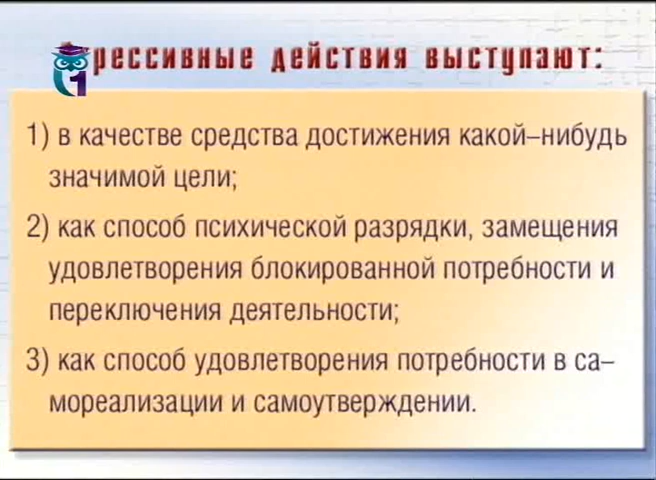 рессивные действия выступают:
1
1) в качестве средства достижения какой–нибудь
значимой цели;
2) как способ психической разрядки, замещения
удовлетворения блокированной потребности и
переключения деятельности;
3) как способ удовлетворения потребности в са–
мореализации и самоутверждении.